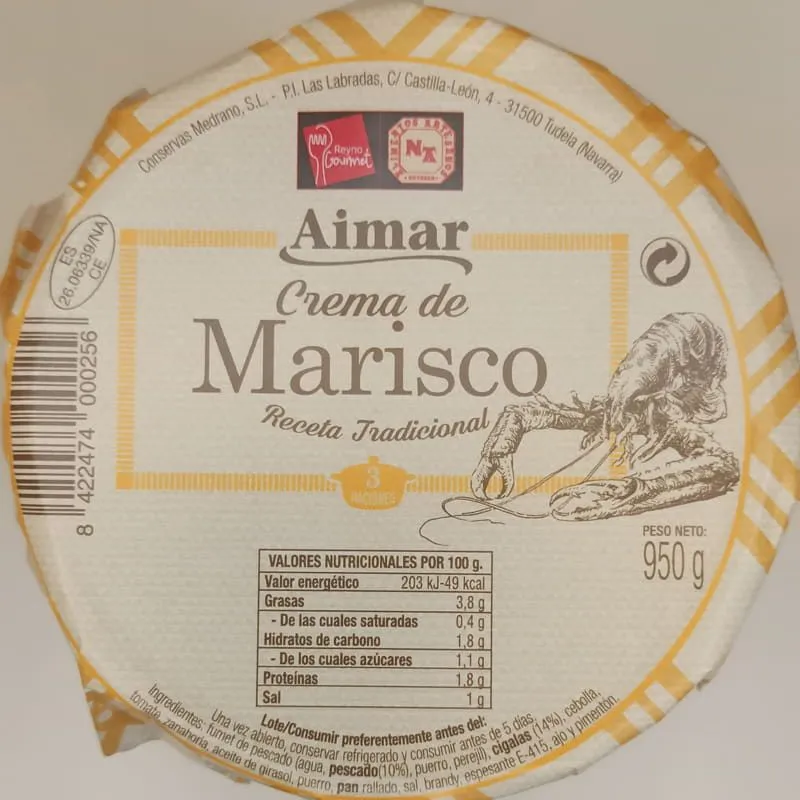 Conservas Medrano, S.L. - P.I. Las Labradas, C/ Castilla-León, 4 - 31500 Tudela (Navarra)
Reyno
Gourmet
ALIMENTOS ARTESANOS
NA
NAVARRA
ES
26.06339/NA
CE
Aimar
Crema de
Marisco
Receta Tradicional
3
RACIONES
8 422474 000256
PESO NETO:
950 g
VALORES NUTRICIONALES POR 100 g.
Valor energético 203 kJ-49 kcal
Grasas 3,8 g
- De las cuales saturadas 0,4 g
Hidratos de carbono 1,8 g
- De los cuales azúcares 1,1 g
Proteínas 1,8 g
Sal 1 g
Lote/Consumir preferentemente antes del:
Una vez abierto, conservar refrigerado y consumir antes de 5 días.
Ingredientes: fumet de pescado (agua, pescado(10%), puerro, perejil), cigalas (14%), cebolla,
tomate, zanahoria, aceite de girasol, puerro, pan rallado, sal, brandy, espesante E-415, ajo y pimentón.